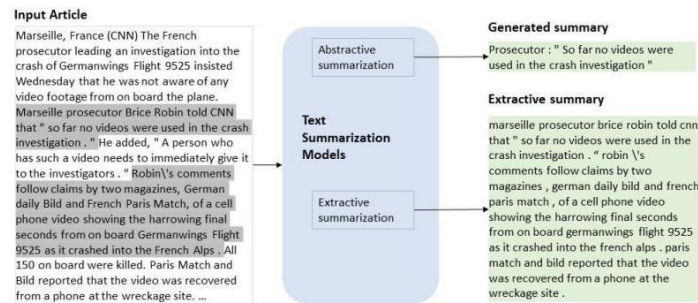 Input Article
Marseille, France (CNN) The French
prosecutor leading an investigation into the
crash of Germanwings Flight 9525 insisted
Wednesday that he was not aware of any
video footage from on board the plane.
Marseille prosecutor Brice Robin told CNN
that " so far no videos were used in the crash
investigation . " He added, " A person who
has such a video needs to immediately give it
to the investigators . " Robin\'s comments
follow claims by two magazines, German
daily Bild and French Paris Match, of a cell
phone video showing the harrowing final
seconds from on board Germanwings Flight
9525 as it crashed into the French Alps . All
150 on board were killed. Paris Match and
Bild reported that the video was recovered
from a phone at the wreckage site. ...
Abstractive
summarization
Text
Summarization
Models
Extractive
summarization
Generated summary
Prosecutor : " So far no videos were
used in the crash investigation "
Extractive summary
marseille prosecutor brice robin told cnn
that " so far no videos were used in the
crash investigation . " robin \'s
comments follow claims by two
magazines , german daily bild and french
paris match , of a cell phone video
showing the harrowing final seconds
from on board germanwings flight 9525
as it crashed into the french alps . paris
match and bild reported that the video
was recovered from a phone at the
wreckage site .